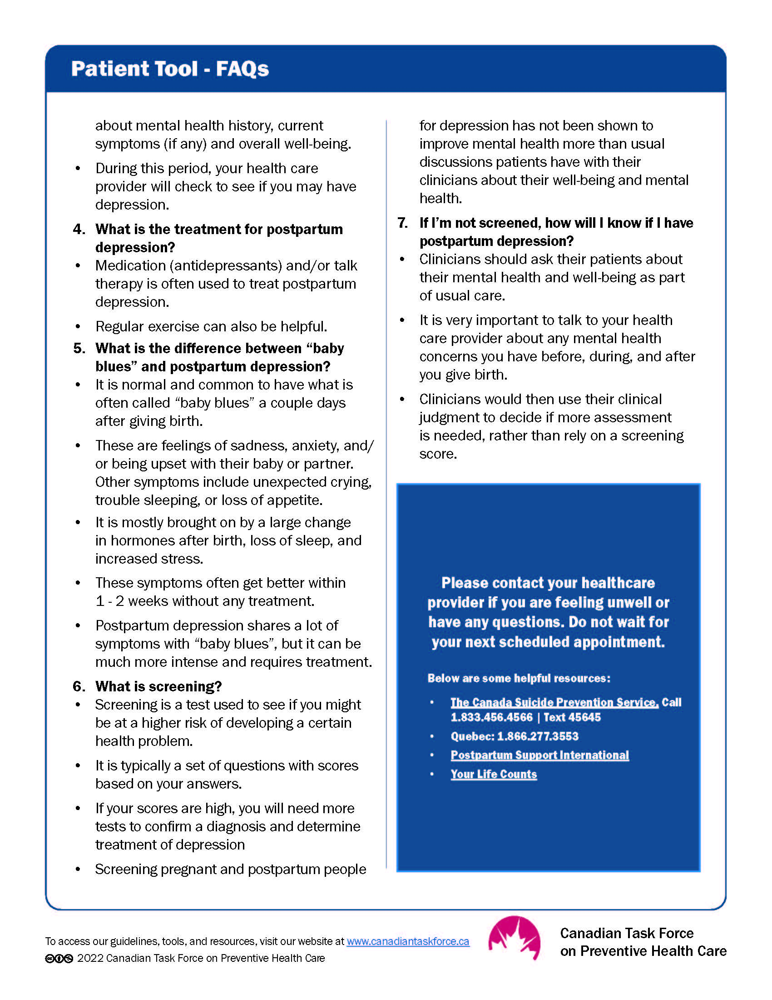 Patient Tool - FAQs
about mental health history, current
symptoms (if any) and overall well-being.
• During this period, your health care
provider will check to see if you may have
depression.
4. What is the treatment for postpartum
depression?
• Medication (antidepressants) and/or talk
therapy is often used to treat postpartum
depression.
• Regular exercise can also be helpful.
5. What is the difference between “baby
blues” and postpartum depression?
• It is normal and common to have what is
often called “baby blues” a couple days
after giving birth.
• These are feelings of sadness, anxiety, and/
or being upset with their baby or partner.
Other symptoms include unexpected crying,
trouble sleeping, or loss of appetite.
• It is mostly brought on by a large change
in hormones after birth, loss of sleep, and
increased stress.
• These symptoms often get better within
1 - 2 weeks without any treatment.
• Postpartum depression shares a lot of
symptoms with “baby blues”, but it can be
much more intense and requires treatment.
6. What is screening?
• Screening is a test used to see if you might
be at a higher risk of developing a certain
health problem.
• It is typically a set of questions with scores
based on your answers.
• If your scores are high, you will need more
tests to confirm a diagnosis and determine
treatment of depression
• Screening pregnant and postpartum people
for depression has not been shown to
improve mental health more than usual
discussions patients have with their
clinicians about their well-being and mental
health.
7. If I’m not screened, how will I know if I have
postpartum depression?
• Clinicians should ask their patients about
their mental health and well-being as part
of usual care.
• It is very important to talk to your health
care provider about any mental health
concerns you have before, during, and after
you give birth.
• Clinicians would then use their clinical
judgment to decide if more assessment
is needed, rather than rely on a screening
score.
Please contact your healthcare
provider if you are feeling unwell or
have any questions. Do not wait for
your next scheduled appointment.
Below are some helpful resources:
• The Canada Suicide Prevention Service, Call
1.833.456.4566 | Text 45645
• Quebec: 1.866.277.3553
• Postpartum Support International
• Your Life Counts
To access our guidelines, tools, and resources, visit our website at www.canadiantaskforce.ca
2022 Canadian Task Force on Preventive Health Care
Canadian Task Force
on Preventive Health Care